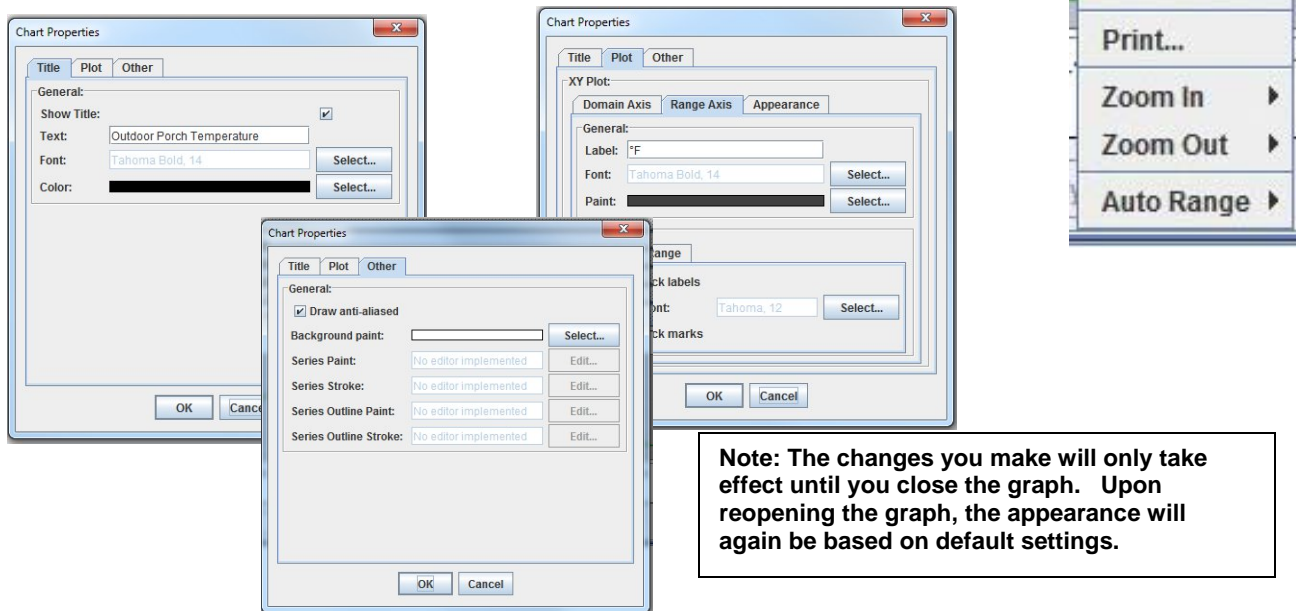 Chart Properties
Title Plot Other
General:
Show Title:
Text: Outdoor Porch Temperature
Font: Tahoma Bold, 14 Select...
Color: Select...
OK
Chart Properties
Title Plot Other
General:
Draw anti-aliased
Background paint: Select...
Series Paint: No editor implemented Edit...
Series Stroke: No editor implemented Edit...
Series Outline Paint: No editor implemented Edit...
Series Outline Stroke: No editor implemented Edit...
OK Cancel
Chart Properties
Title Plot Other
XY Plot:
Domain Axis Range Axis Appearance
General:
Label: °F
Font: Tahoma Bold, 14 Select...
Paint: Select...
labels
Tahoma, 12 Select...
marks
OK Cancel
Print...
Zoom In
Zoom Out
Auto Range
Note: The changes you make will only take
effect until you close the graph. Upon
reopening the graph, the appearance will
again be based on default settings.